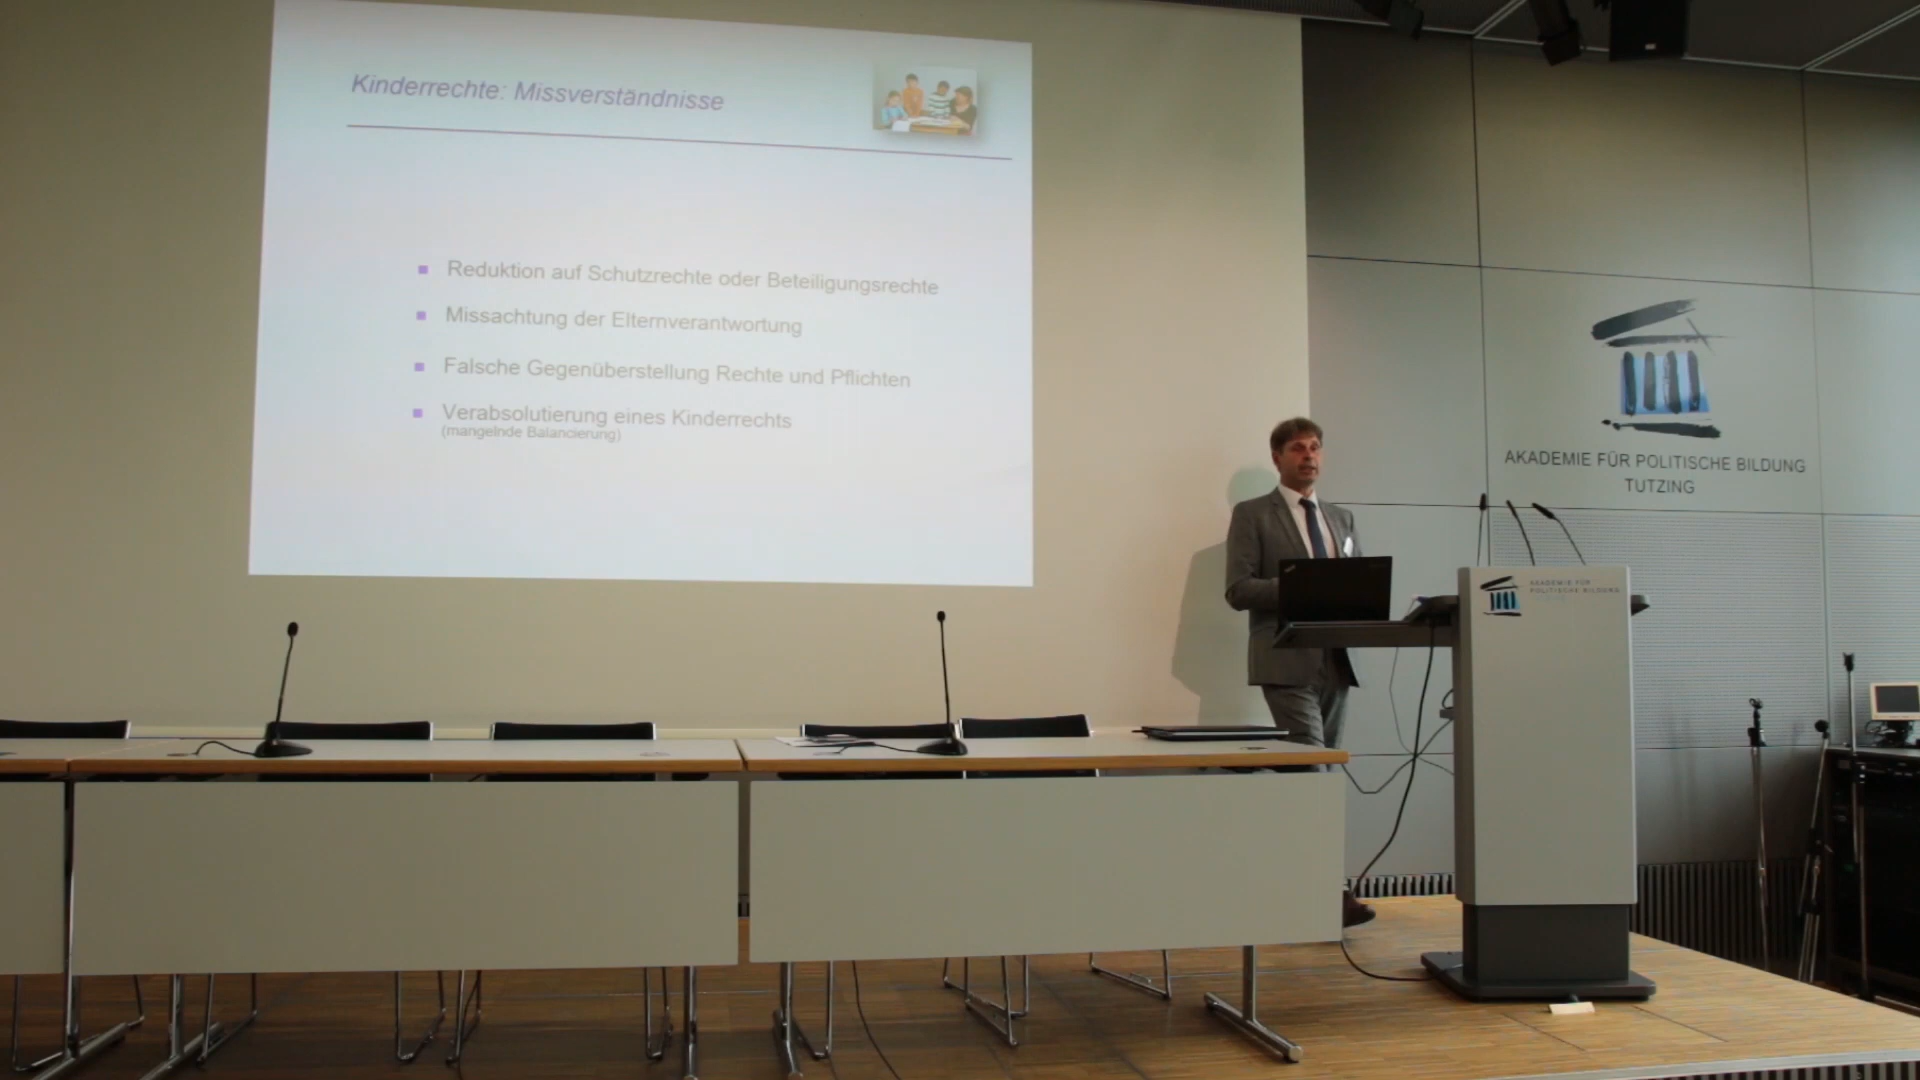 Kinderrechte: Missverständnisse
Reduktion auf Schutzrechte oder Beteiligungsrechte
Missachtung der Elternverantwortung
Falsche Gegenüberstellung Rechte und Pflichten
Verabsolutierung eines Kinderrechts
(mangelnde Balancierung)
AKADEMIE FÜR POLITISCHE BILDUNG
TUTZING
AKADEMIE FÜR
POLITISCHE BILDUNG